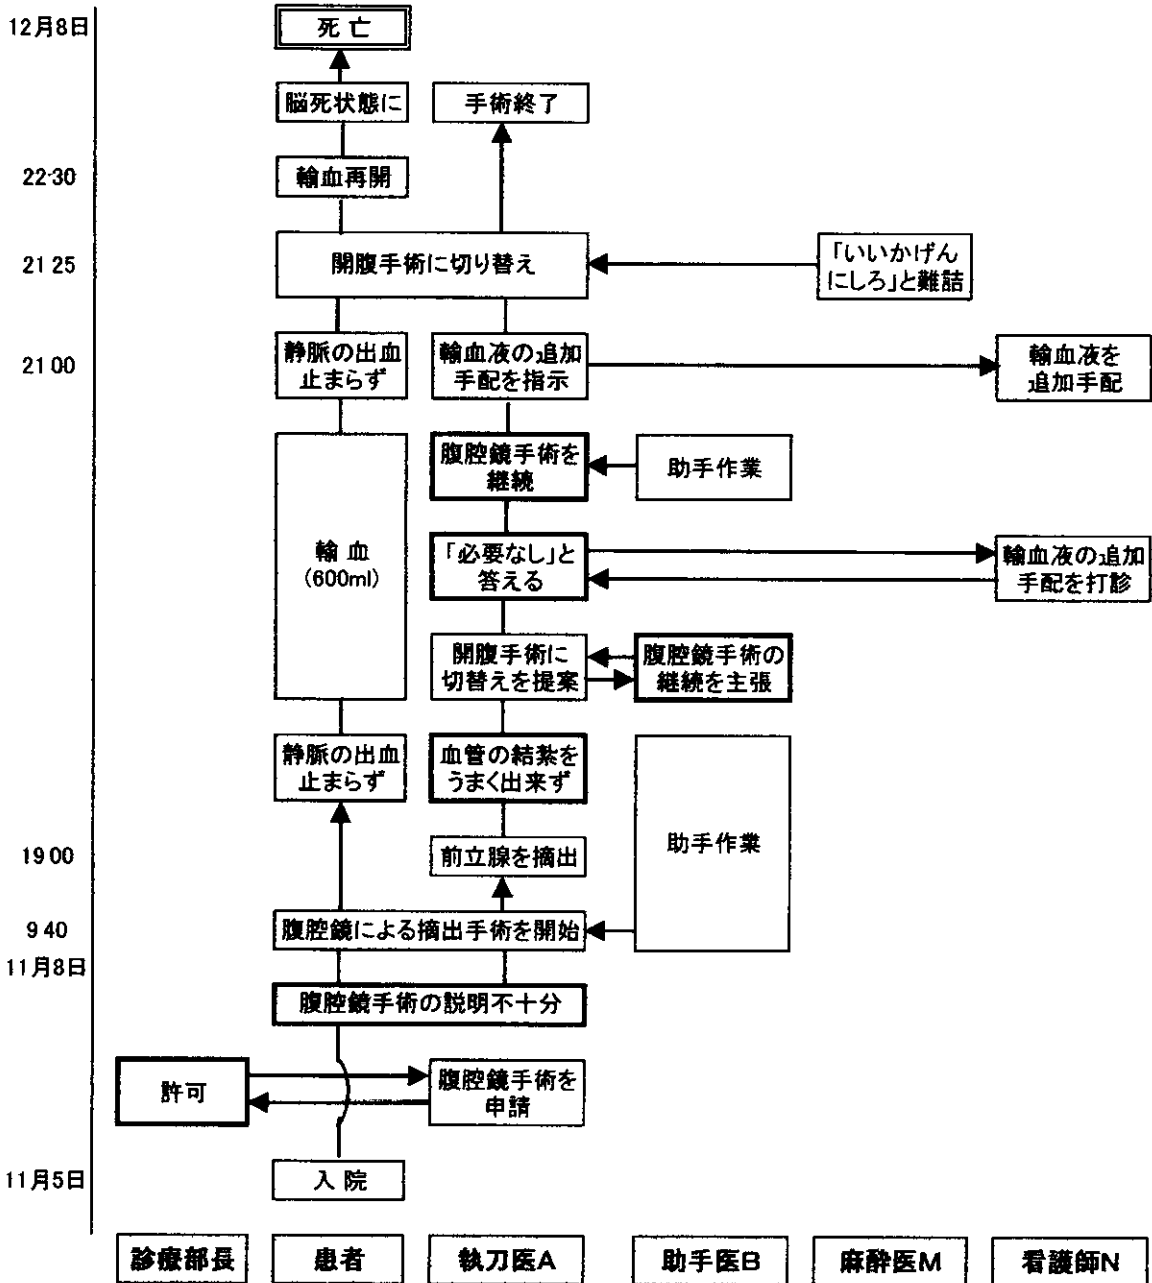 12月8日
死 亡
脳死状態に
手術終了
22:30
輸血再開
21 25
開腹手術に切り替え
「いいかげん
にしろ」と難詰
21 00
静脈の出血
止まらず
輸血液の追加
手配を指示
輸血液を
追加手配
腹腔鏡手術を
継続
助手作業
輸 血
(600ml)
「必要なし」と
答える
輸血液の追加
手配を打診
開腹手術に
切替えを提案
腹腔鏡手術の
継続を主張
静脈の出血
止まらず
血管の結紮を
うまく出来ず
助手作業
19 00
前立腺を摘出
9 40
腹腔鏡による摘出手術を開始
11月8日
腹腔鏡手術の説明不十分
許可
腹腔鏡手術を
申請
11月5日
入 院
診療部長
患者
執刀医A
助手医B
麻酔医M
看護師N